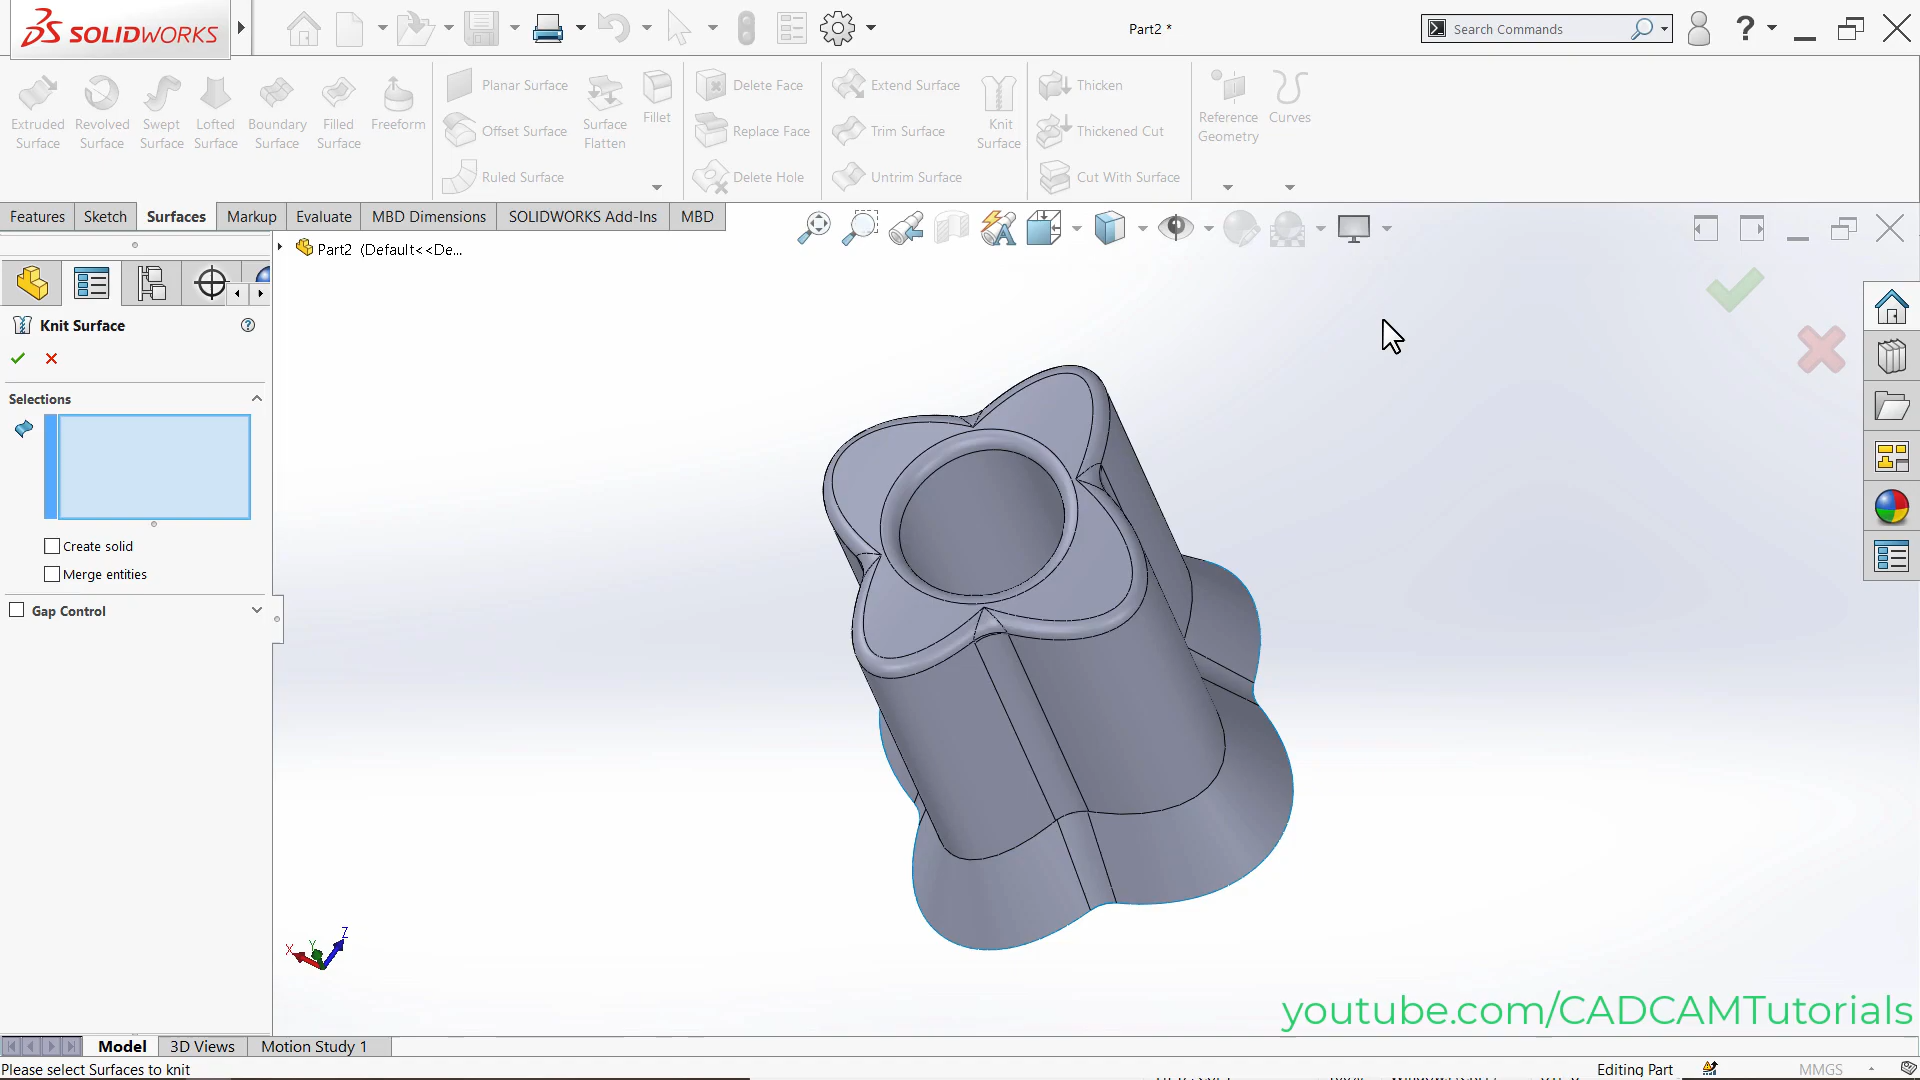 SOLIDWORKS
Part2 *
Search Commands
?
Extruded Surface
Revolved Surface
Swept Surface
Lofted Surface
Boundary Surface
Filled Surface
Freeform
Planar Surface
Offset Surface
Ruled Surface
Surface Flatten
Fillet
Delete Face
Replace Face
Delete Hole
Extend Surface
Trim Surface
Untrim Surface
Knit Surface
Thicken
Thickened Cut
Cut With Surface
Reference Geometry
Curves
Features
Sketch
Surfaces
Markup
Evaluate
MBD Dimensions
SOLIDWORKS Add-Ins
MBD
Part2 (Default<<De...
Knit Surface
Selections
Create solid
Merge entities
Gap Control
X
Y
Z
youtube.com/CADCAMTutorials
Model
3D Views
Motion Study 1
Please select Surfaces to knit
Editing Part
MMGS